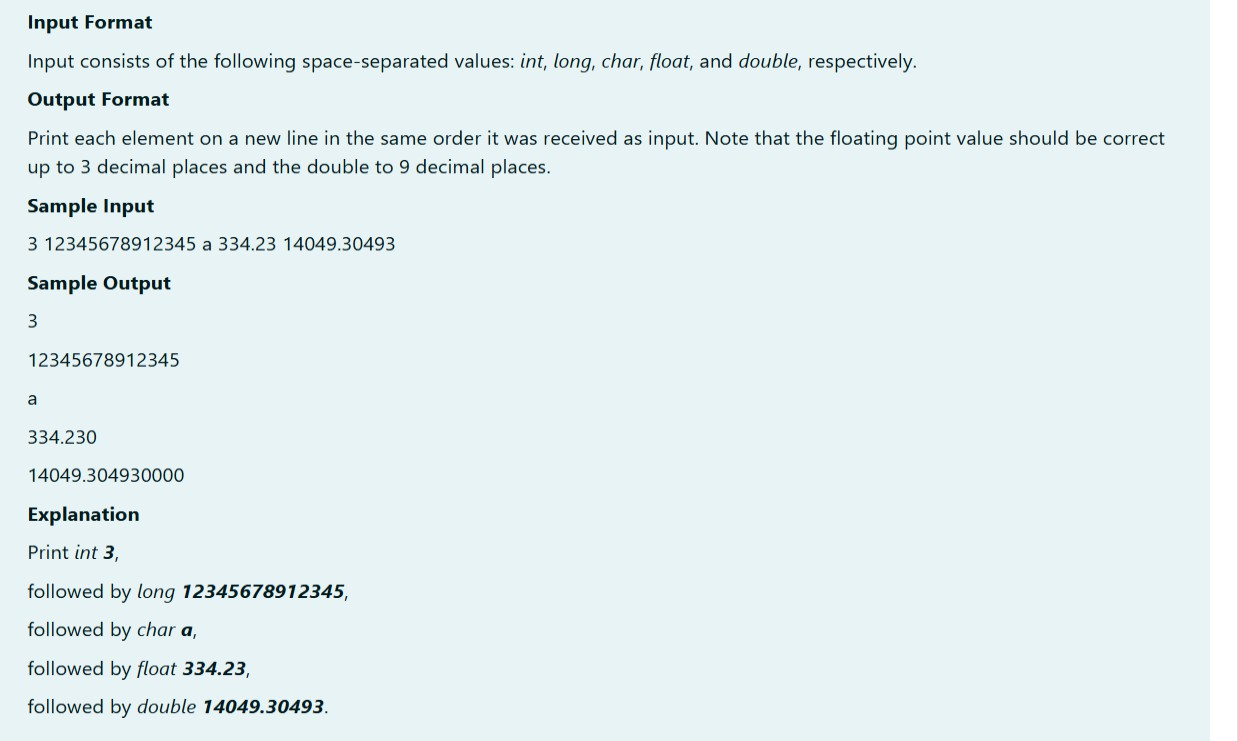 Input Format
Input consists of the following space-separated values: int, long, char, float, and double, respectively.
Output Format
Print each element on a new line in the same order it was received as input. Note that the floating point value should be correct
up to 3 decimal places and the double to 9 decimal places.
Sample Input
3 12345678912345 a 334.23 14049.30493
Sample Output
3
12345678912345
a
334.230
14049.304930000
Explanation
Print int 3,
followed by long 12345678912345,
followed by char a,
followed by float 334.23,
followed by double 14049.30493.